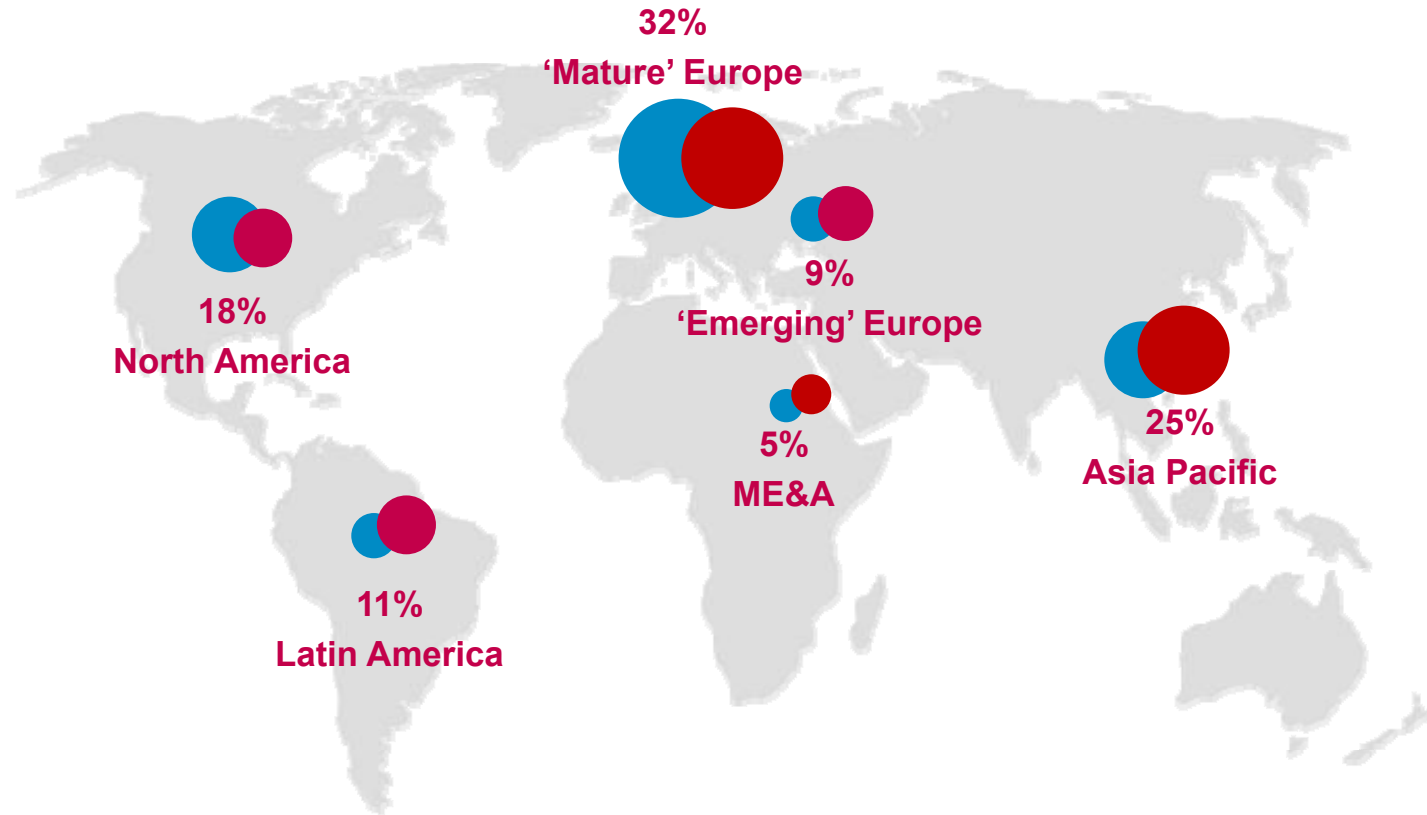 32%
‘Mature’ Europe
18%
North America
9%
‘Emerging’ Europe
5%
ME&A
25%
Asia Pacific
11%
Latin America